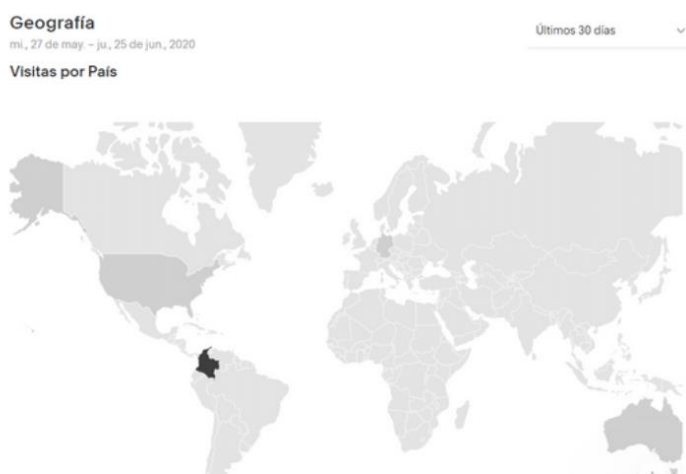 Geografía
mi., 27 de may. – ju., 25 de jun., 2020
Últimos 30 días
Visitas por País